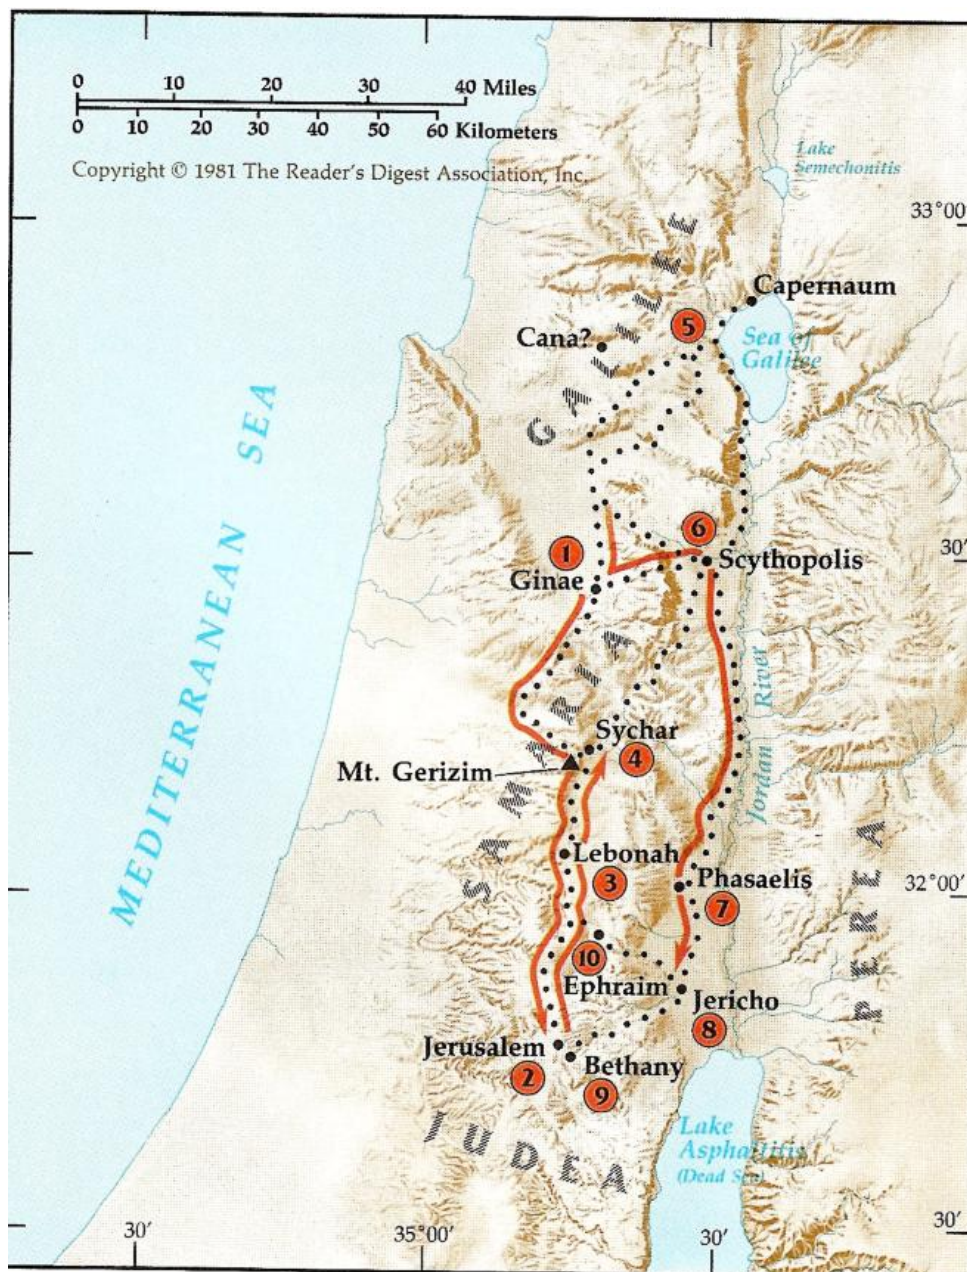 0 10 20 30 40 Miles
0 10 20 30 40 50 60 Kilometers
Copyright © 1981 The Reader's Digest Association, Inc.
Lake
Semechonitis
33°00'
GALILEE
Capernaum
5
Cana?
Sea of
Galilee
MEDITERRANEAN SEA
6
1
30'
Scythopolis
Ginae
SAMARIA
Jordan River
Sychar
4
Mt. Gerizim
PEREA
Lebonah
3
Phasaelis
32°00'
7
10
Ephraim
Jericho
8
Jerusalem
2
Bethany
9
JUDEA
Lake
Asphaltitis
(Dead Sea)
30'
30'
35°00'
30'